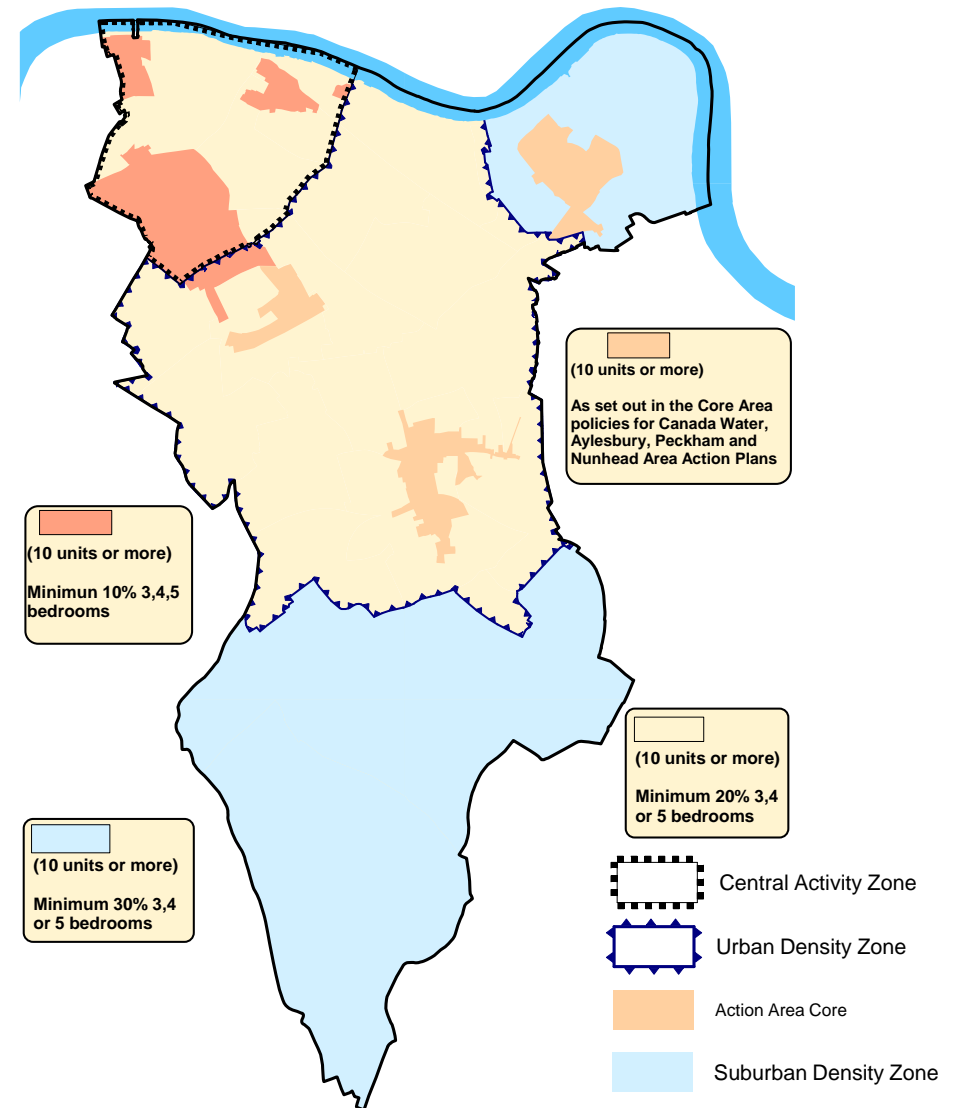 (10 units or more)
As set out in the Core Area
policies for Canada Water,
Aylesbury, Peckham and
Nunhead Area Action Plans
(10 units or more)
Minimun 10% 3,4,5
bedrooms
(10 units or more)
Minimum 20% 3,4
or 5 bedrooms
(10 units or more)
Minimum 30% 3,4
or 5 bedrooms
Central Activity Zone
Urban Density Zone
Action Area Core
Suburban Density Zone